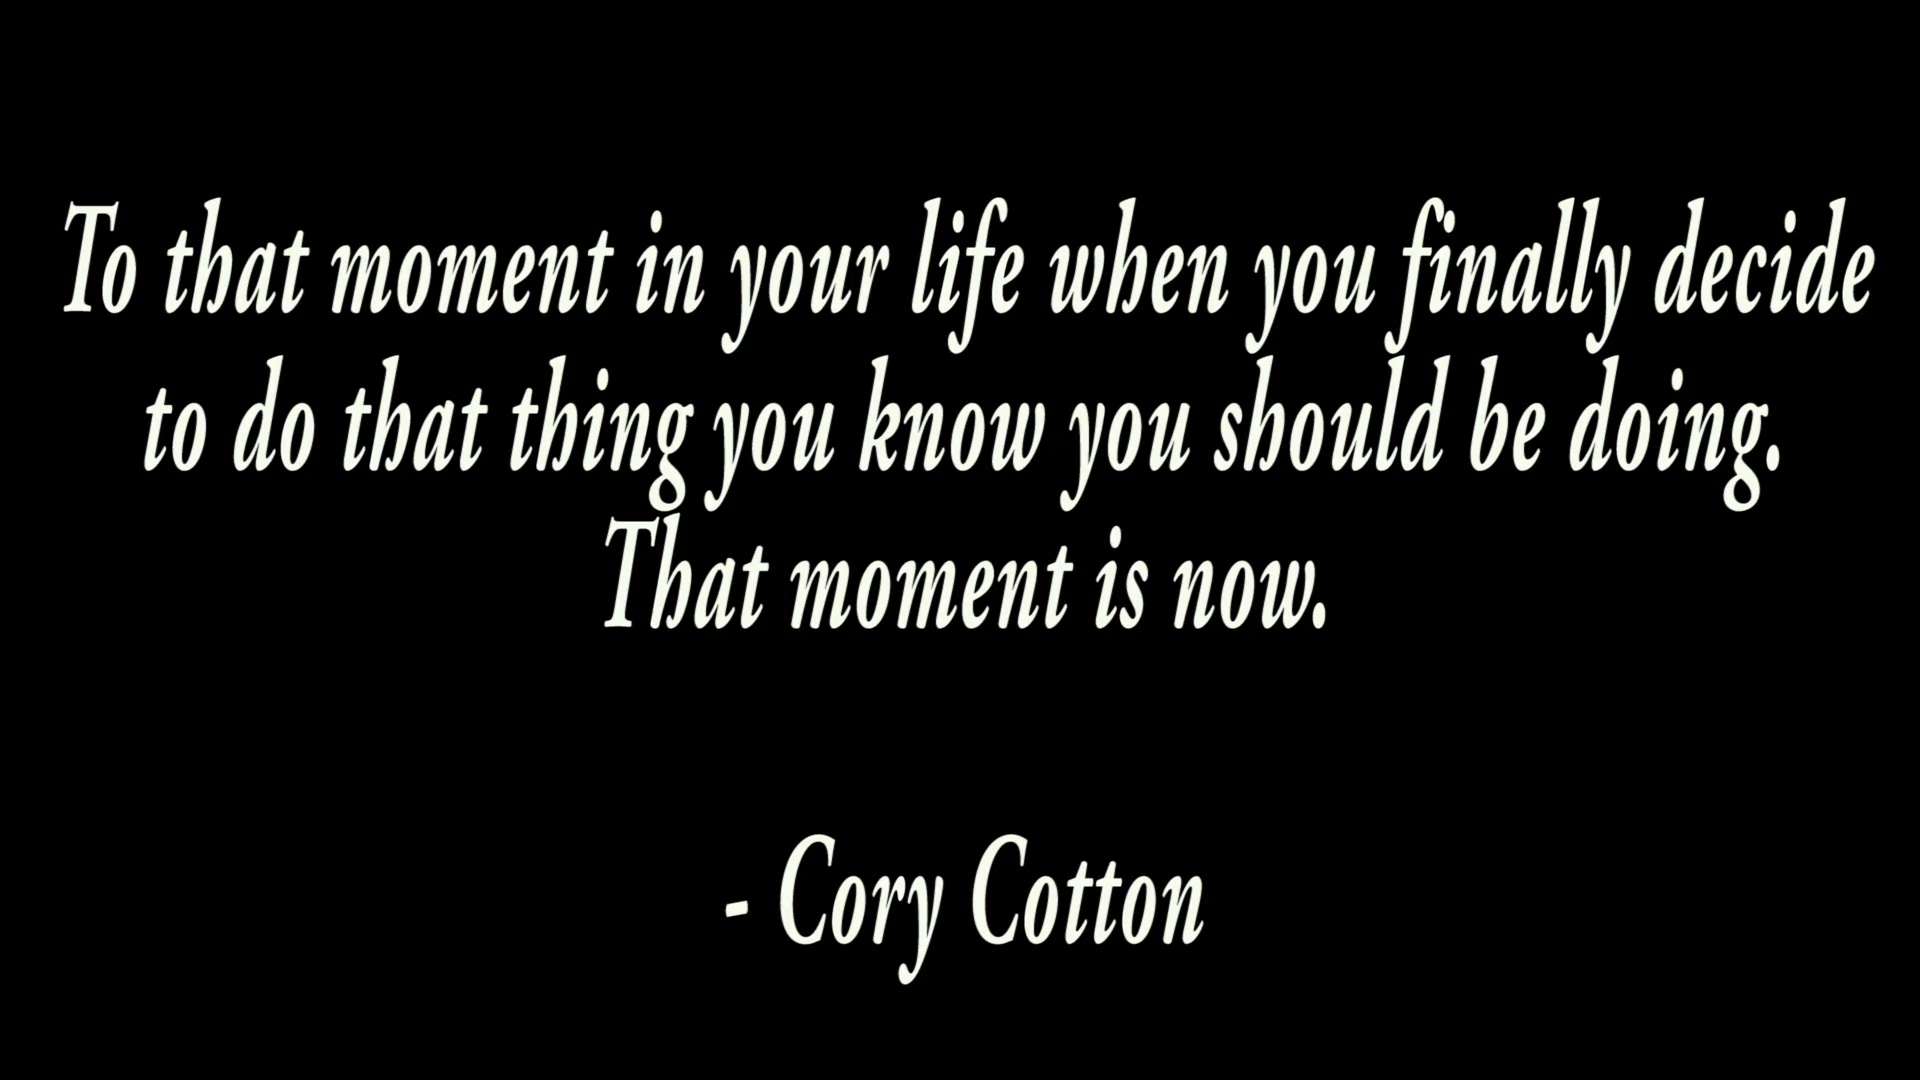 To that moment in your life when you finally decide
to do that thing you know you should be doing.
That moment is now.
- Cory Cotton